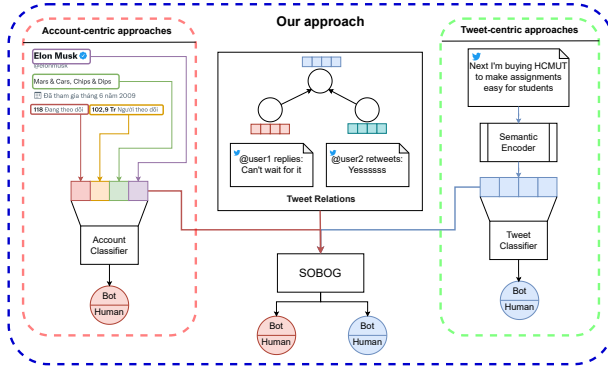 Account-centric approaches
Elon Musk
@elonmusk
Mars & Cars, Chips & Dips
Đã tham gia tháng 6 năm 2009
118 Đang theo dõi
102,9 Tr Người theo dõi
Account
Classifier
Bot
Human
Our approach
@user1 replies:
Can't wait for it
@user2 retweets:
Yessssss
Tweet Relations
SOBOG
Bot
Human
Bot
Human
Tweet-centric approaches
Next I'm buying HCMUT
to make assignments
easy for students
Semantic
Encoder
Tweet
Classifier
Bot
Human